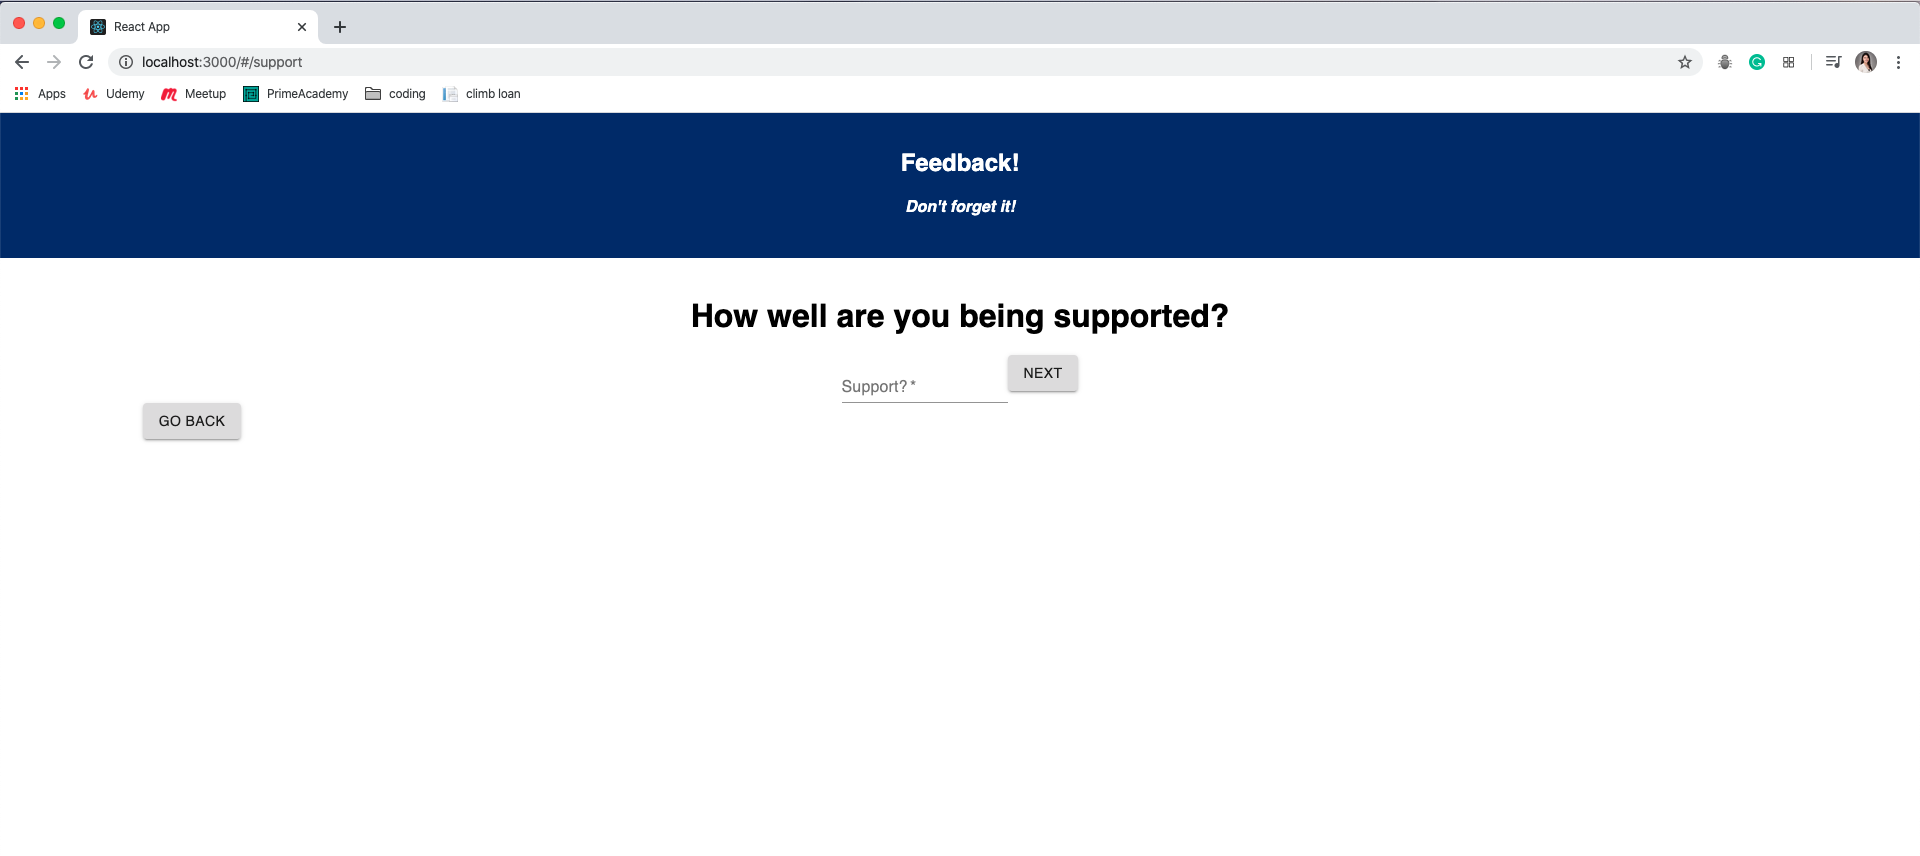 React App
localhost:3000/#/support
Apps Udemy Meetup PrimeAcademy coding climb loan
Feedback!
Don't forget it!
How well are you being supported?
Support? * NEXT
GO BACK